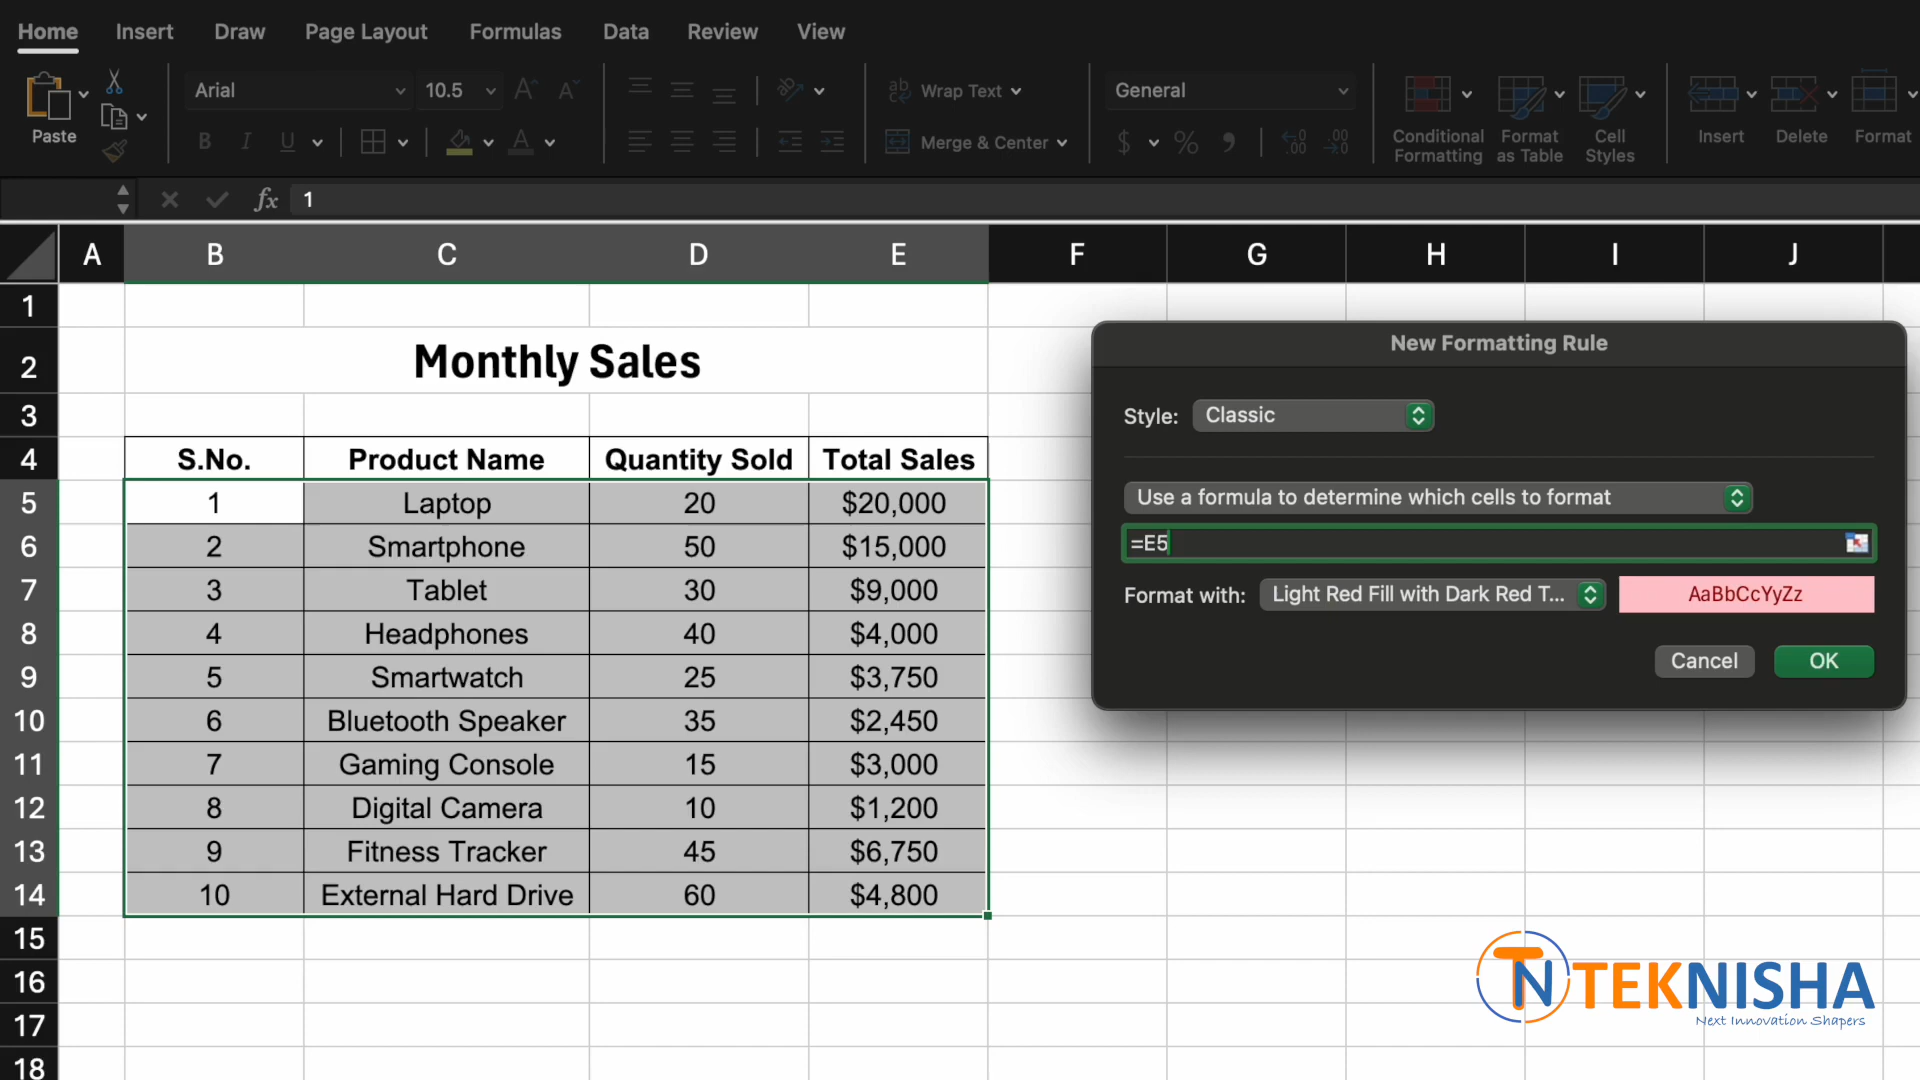 Home Insert Draw Page Layout Formulas Data Review View
Arial 10.5 Wrap Text General
Paste B I U Merge & Center $ % Conditional Formatting Format as Table Cell Styles Insert Delete Format
fx 1
A B C D E F G H I J
1
2 Monthly Sales
3
4 S.No. Product Name Quantity Sold Total Sales
5 1 Laptop 20 $20,000
6 2 Smartphone 50 $15,000
7 3 Tablet 30 $9,000
8 4 Headphones 40 $4,000
9 5 Smartwatch 25 $3,750
10 6 Bluetooth Speaker 35 $2,450
11 7 Gaming Console 15 $3,000
12 8 Digital Camera 10 $1,200
13 9 Fitness Tracker 45 $6,750
14 10 External Hard Drive 60 $4,800
15
16
17
18
New Formatting Rule
Style: Classic
Use a formula to determine which cells to format
=E5
Format with: Light Red Fill with Dark Red T... AaBbCcYyZz
Cancel OK
TN TEKNISHA
Next Innovation Shapers